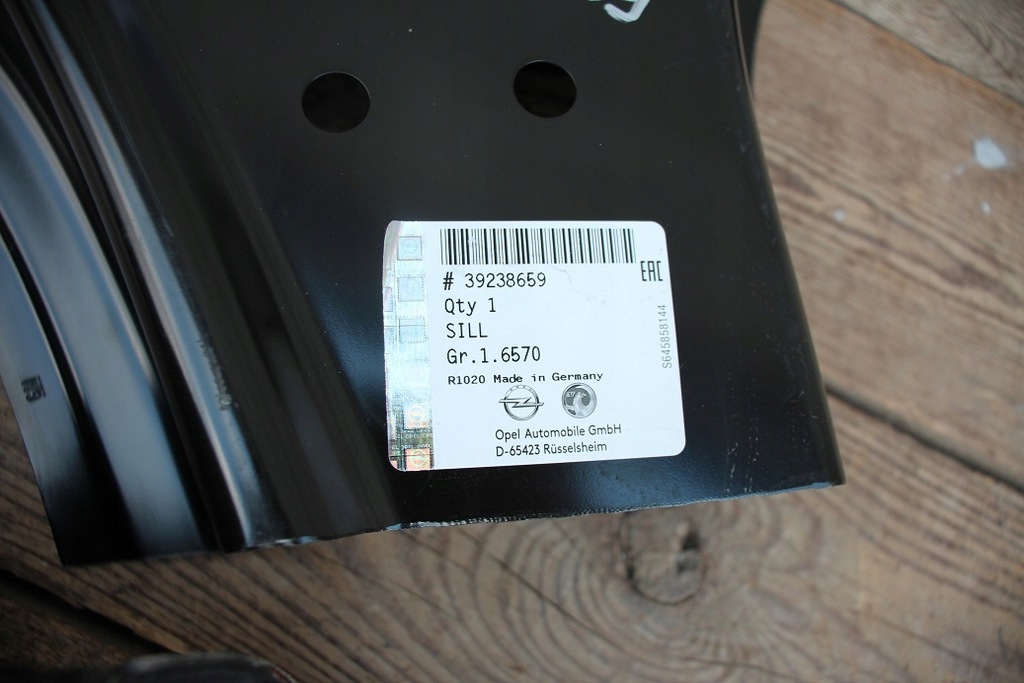 # 39238659
EAC
Qty 1
SILL
S645858144
Gr.1.6570
R1020 Made in Germany
Opel Automobile GmbH
D-65423 Rüsselsheim